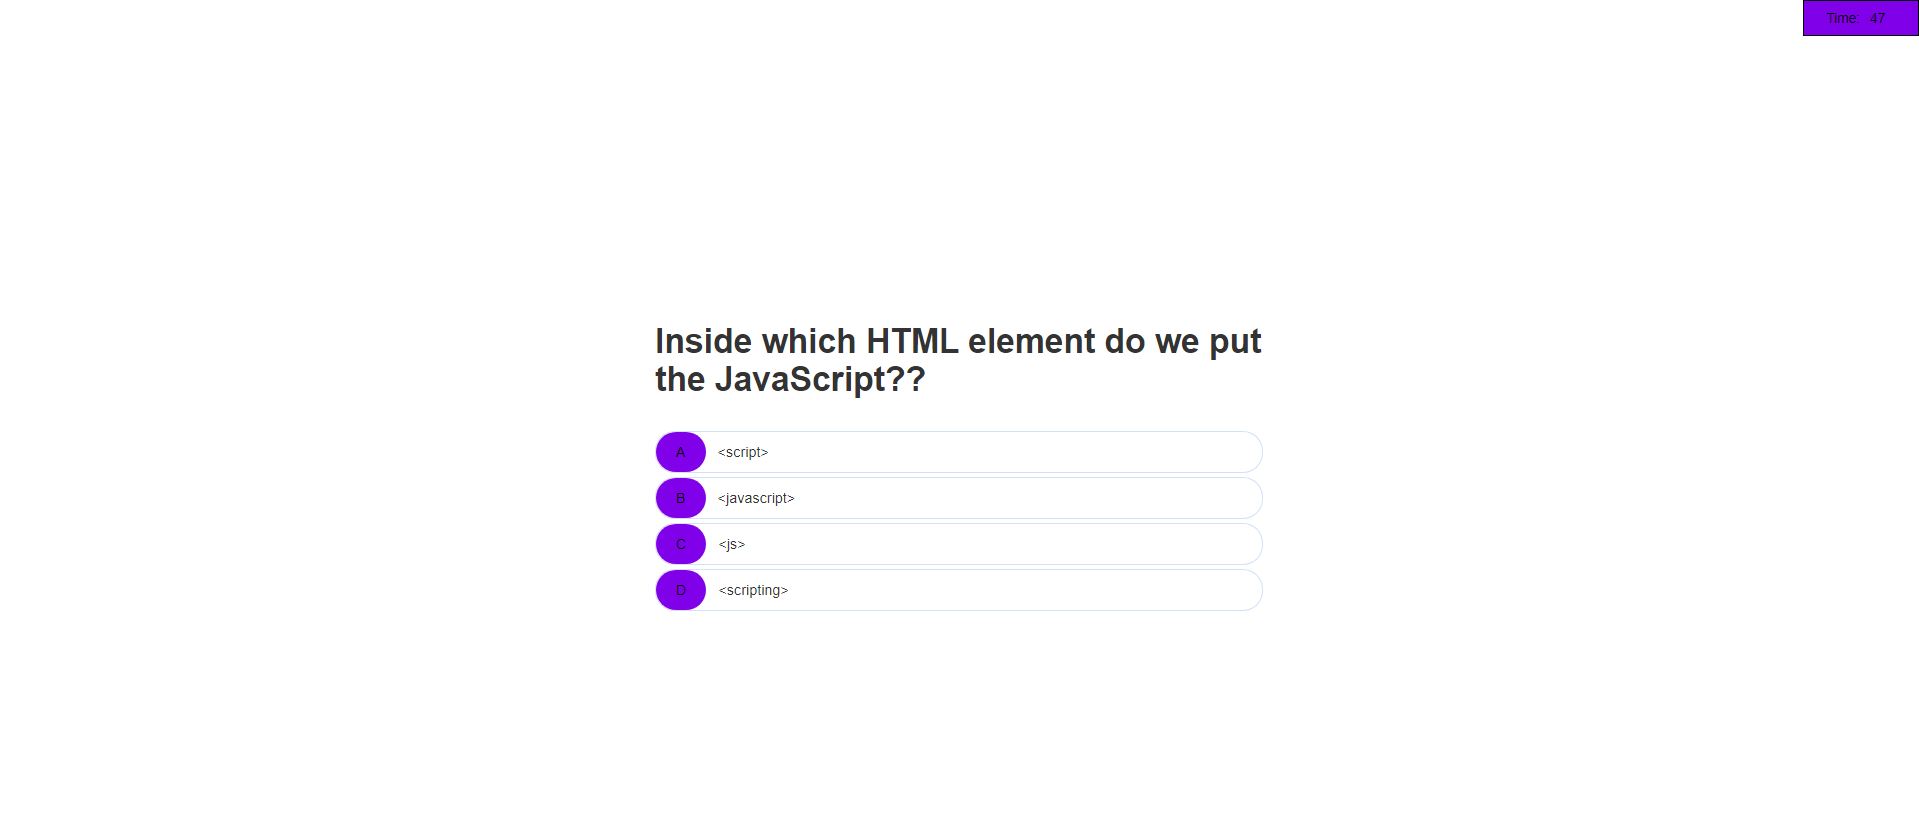 Time: 47
Inside which HTML element do we put
the JavaScript??
A <script>
B <javascript>
C <js>
D <scripting>